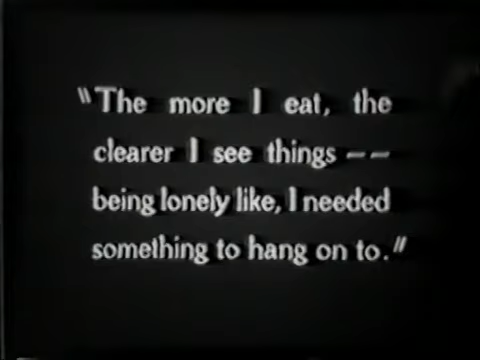 "The more I eat, the
clearer I see things — —
being lonely like, I needed
something to hang on to."